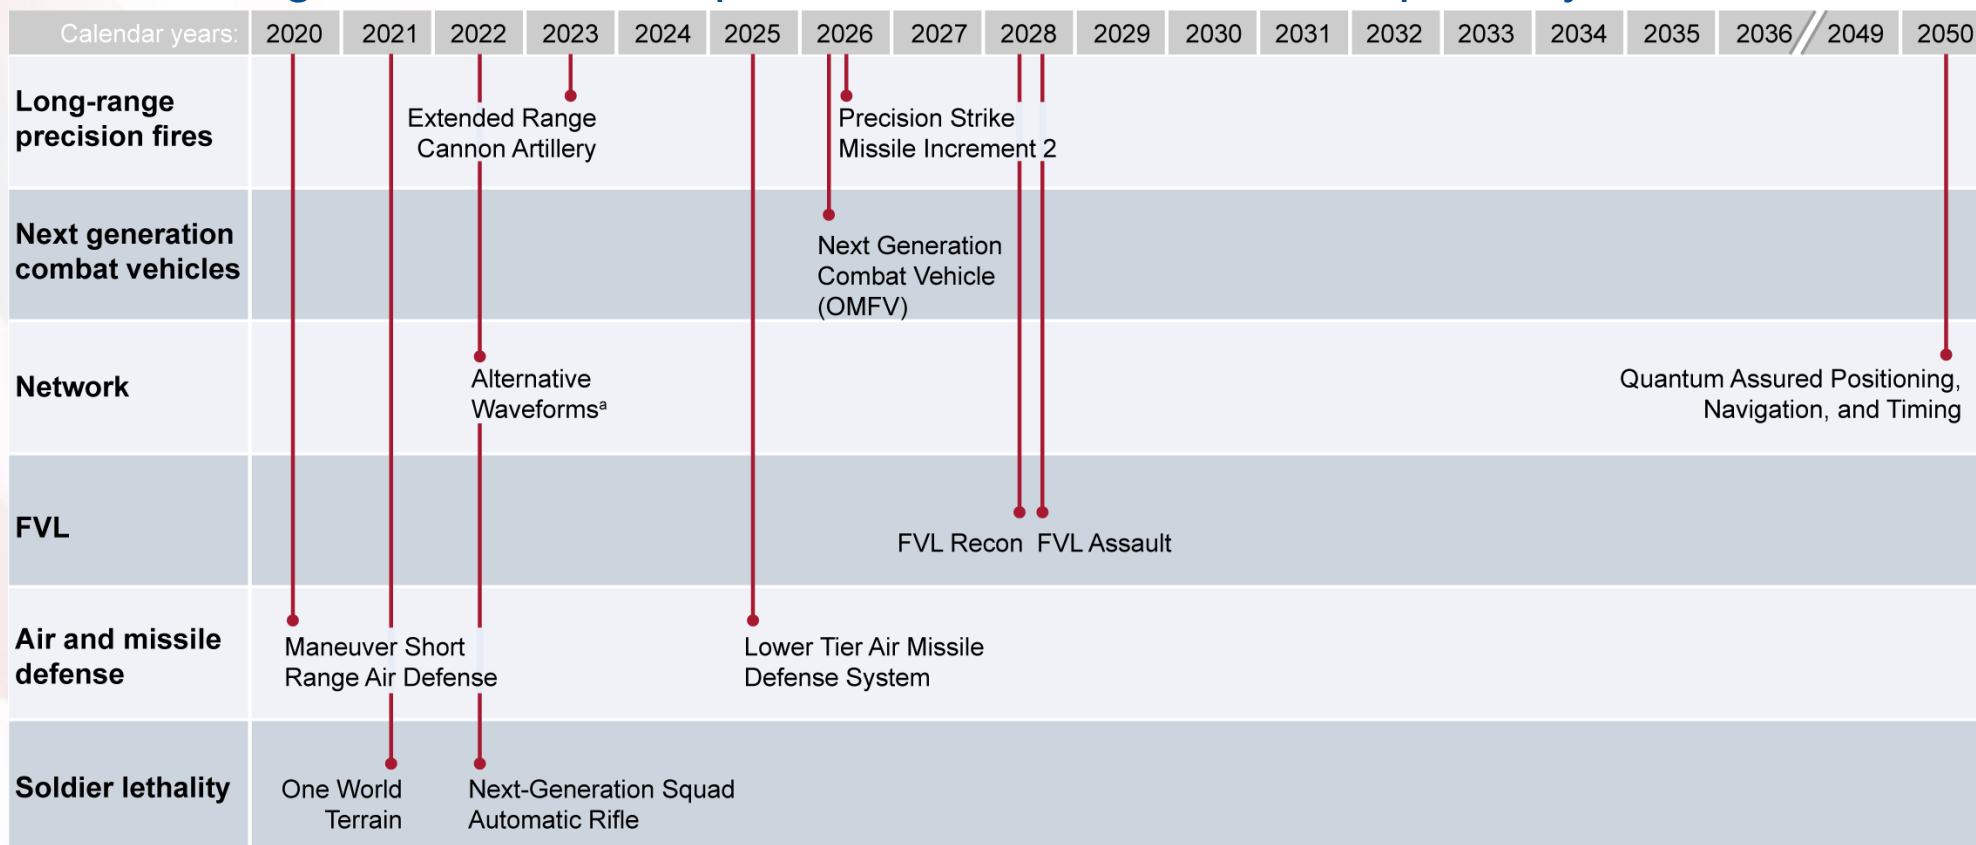 Calendar years: 2020 2021 2022 2023 2024 2025 2026 2027 2028 2029 2030 2031 2032 2033 2034 2035 2036 2049 2050
Long-range
precision fires
Extended Range
Cannon Artillery
Precision Strike
Missile Increment 2
Next generation
combat vehicles
Next Generation
Combat Vehicle
(OMFV)
Network
Alternative
Waveformsᵃ
Quantum Assured Positioning,
Navigation, and Timing
FVL
FVL Recon FVL Assault
Air and missile
defense
Maneuver Short
Range Air Defense
Lower Tier Air Missile
Defense System
Soldier lethality
One World
Terrain
Next-Generation Squad
Automatic Rifle